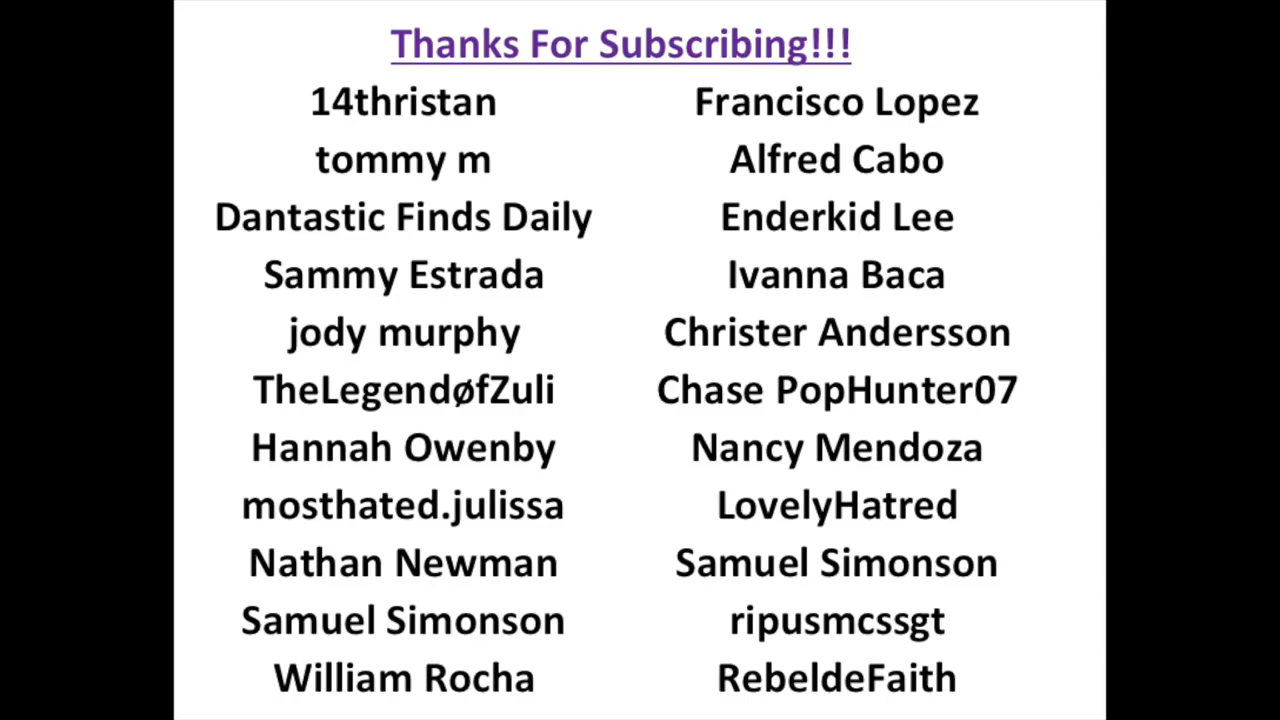 Thanks For Subscribing!!!
14thristan Francisco Lopez
tommy m Alfred Cabo
Dantastic Finds Daily Enderkid Lee
Sammy Estrada Ivanna Baca
jody murphy Christer Andersson
TheLegendøfZuli Chase PopHunter07
Hannah Owenby Nancy Mendoza
mosthated.julissa LovelyHatred
Nathan Newman Samuel Simonson
Samuel Simonson ripusmcssgt
William Rocha RebeldeFaith